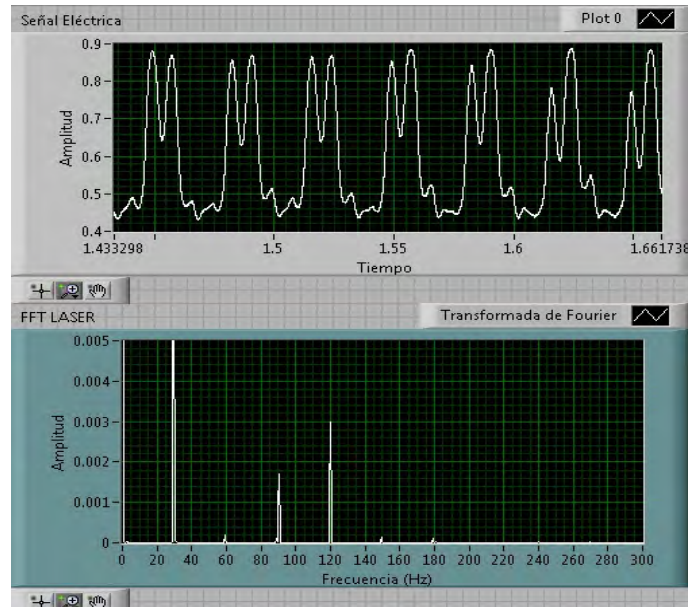 Señal Eléctrica
Plot 0
0.9
0.8
0.7
0.6
0.5
0.4
Amplitud
1.433298 1.5 1.55 1.6 1.661738
Tiempo
FFT LASER
Transformada de Fourier
0.005
0.004
0.003
0.002
0.001
0
Amplitud
0 20 40 60 80 100 120 140 160 180 200 220 240 260 280 300
Frecuencia (Hz)